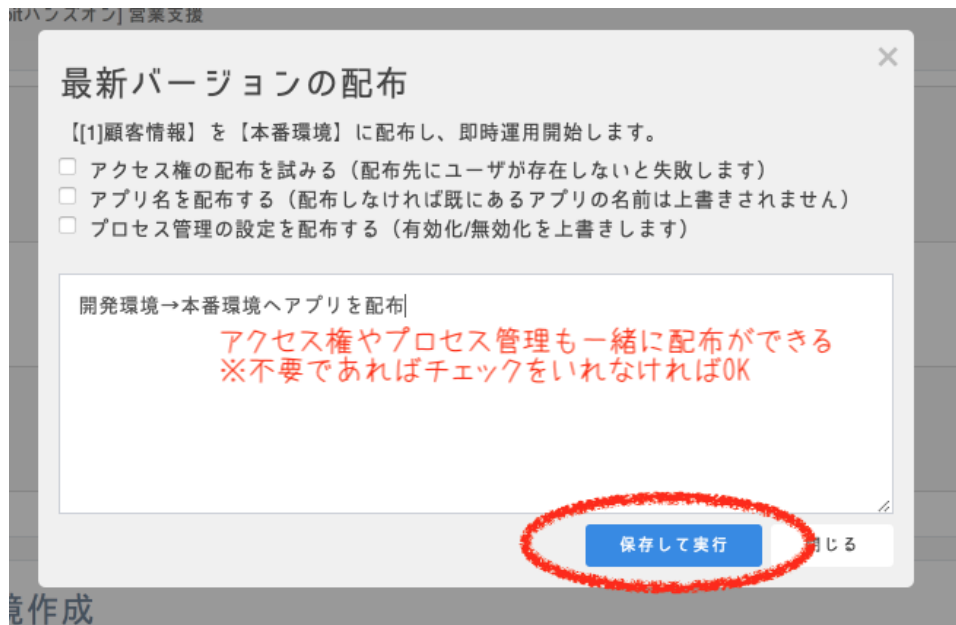 bitハンズオン] 営業支援
×
最新バージョンの配布
【[1]顧客情報】を【本番環境】に配布し、即時運用開始します。
アクセス権の配布を試みる（配布先にユーザが存在しないと失敗します）
アプリ名を配布する（配布しなければ既にあるアプリの名前は上書きされません）
プロセス管理の設定を配布する（有効化/無効化を上書きします）
開発環境→本番環境へアプリを配布
アクセス権やプロセス管理も一緒に配布ができる
※不要であればチェックをいれなければOK
保存して実行
閉じる
境作成